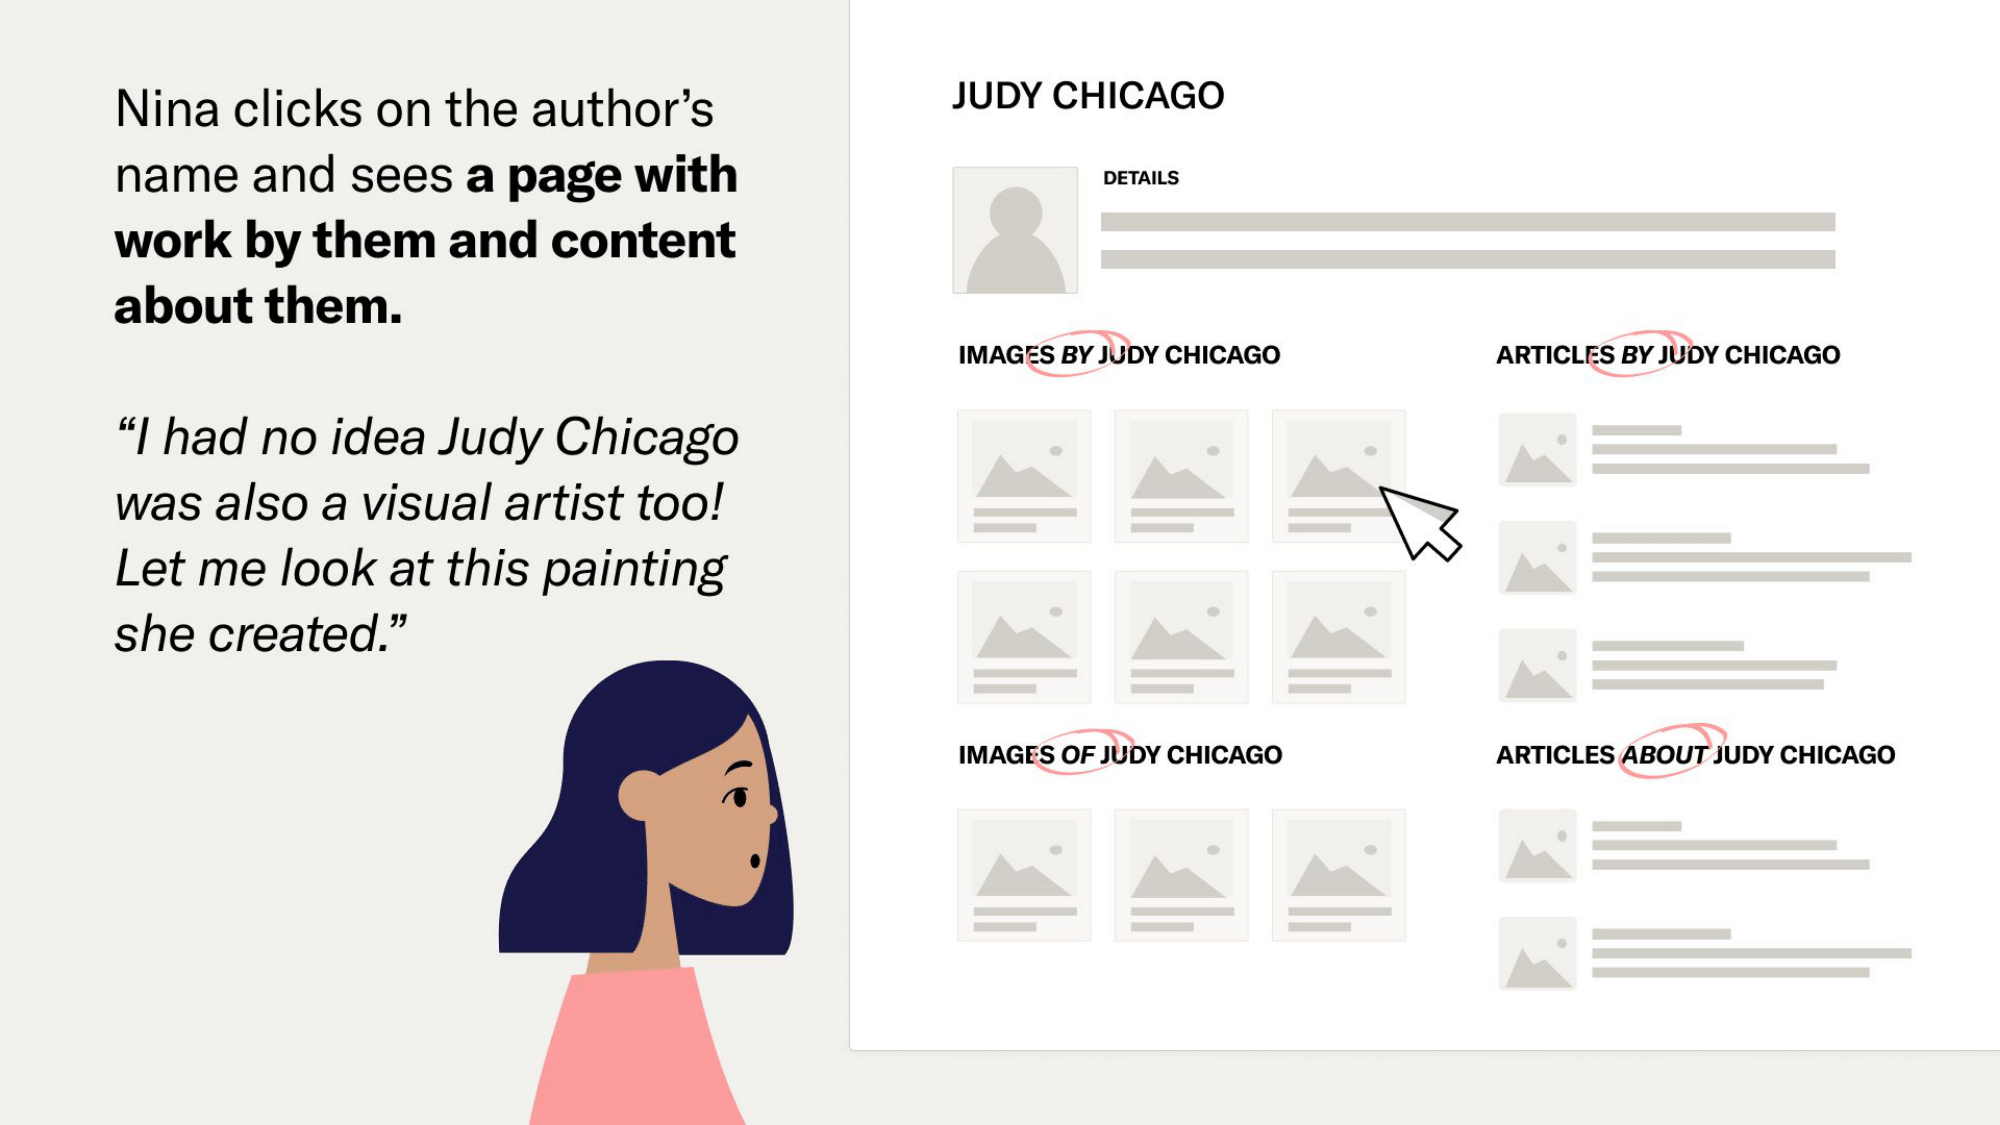 Nina clicks on the author’s
name and sees a page with
work by them and content
about them.
“I had no idea Judy Chicago
was also a visual artist too!
Let me look at this painting
she created.”
JUDY CHICAGO
DETAILS
IMAGES BY JUDY CHICAGO
ARTICLES BY JUDY CHICAGO
IMAGES OF JUDY CHICAGO
ARTICLES ABOUT JUDY CHICAGO